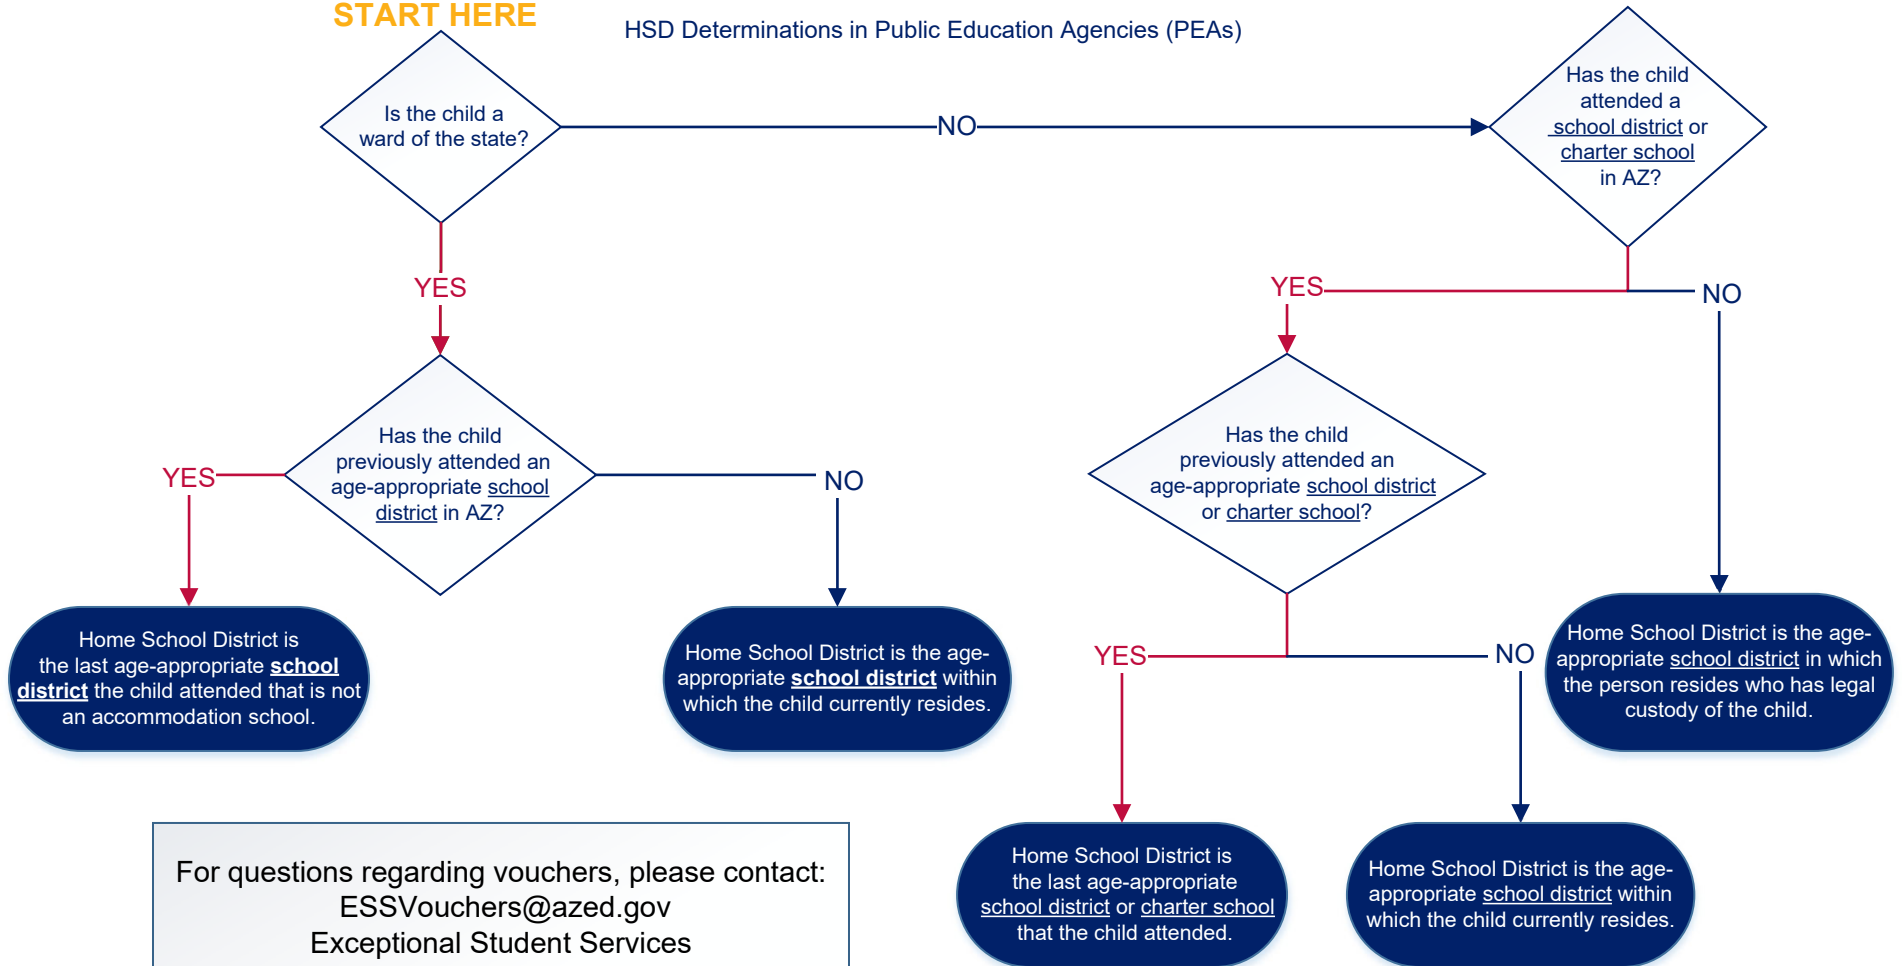 START HERE
HSD Determinations in Public Education Agencies (PEAs)
Is the child a
ward of the state?
NO
Has the child
attended a
school district or
charter school
in AZ?
YES
YES
NO
Has the child
previously attended an
age-appropriate school
district in AZ?
YES
NO
Has the child
previously attended an
age-appropriate school district
or charter school?
YES
NO
Home School District is
the last age-appropriate school
district the child attended that is not
an accommodation school.
Home School District is the age-
appropriate school district within
which the child currently resides.
Home School District is the age-
appropriate school district in which
the person resides who has legal
custody of the child.
Home School District is
the last age-appropriate
school district or charter school
that the child attended.
Home School District is the age-
appropriate school district within
which the child currently resides.
For questions regarding vouchers, please contact:
ESSVouchers@azed.gov
Exceptional Student Services